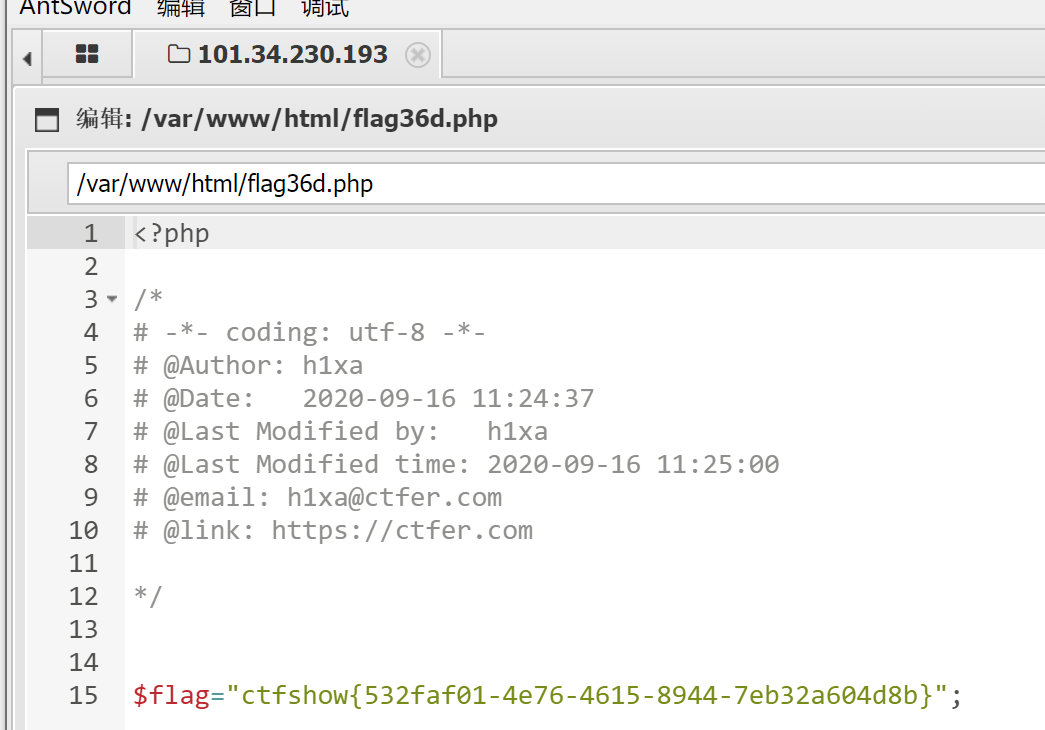 AntSword 编辑 窗口 调试
101.34.230.193
编辑: /var/www/html/flag36d.php
/var/www/html/flag36d.php
1 <?php
2
3 /*
4 # -*- coding: utf-8 -*-
5 # @Author: h1xa
6 # @Date:   2020-09-16 11:24:37
7 # @Last Modified by:   h1xa
8 # @Last Modified time: 2020-09-16 11:25:00
9 # @email: h1xa@ctfer.com
10 # @link: https://ctfer.com
11
12 */
13
14
15 $flag="ctfshow{532faf01-4e76-4615-8944-7eb32a604d8b}";